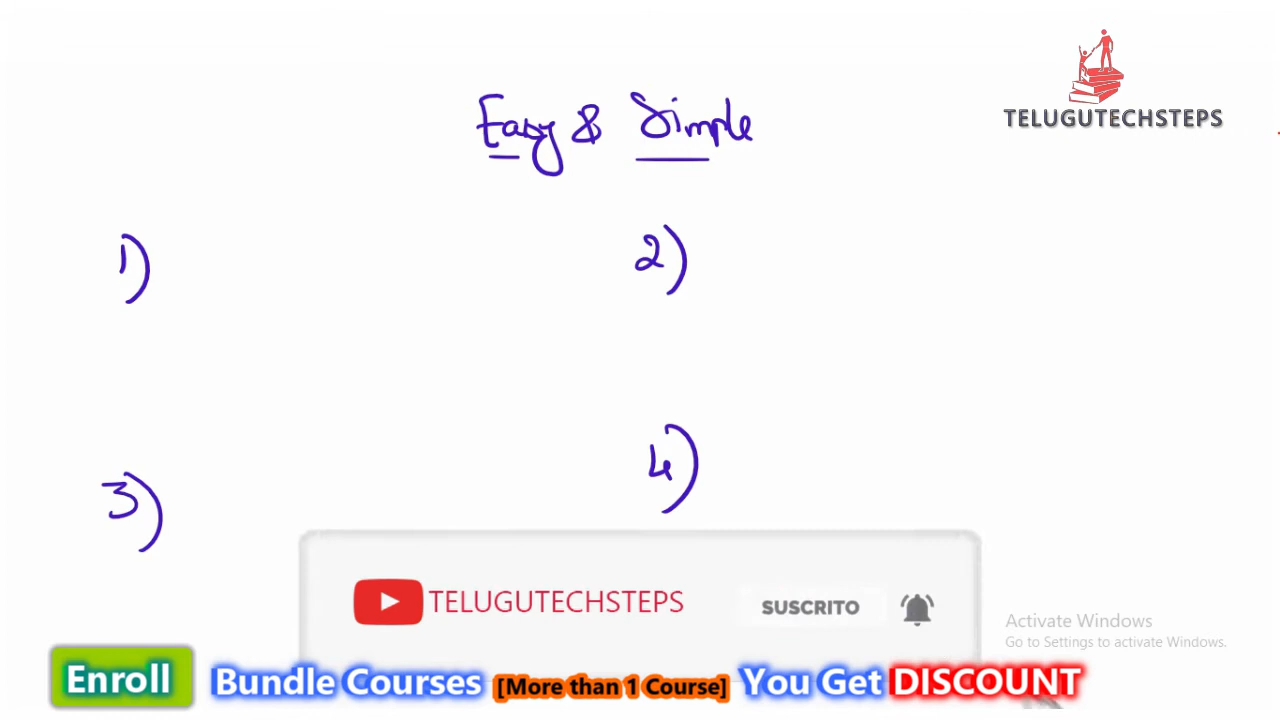 TELUGUTECHSTEPS
Easy & Simple
1)
2)
3)
4)
TELUGUTECHSTEPS
SUSCRITO
Activate Windows
Go to Settings to activate Windows.
Enroll Bundle Courses [More than 1 Course] You Get DISCOUNT